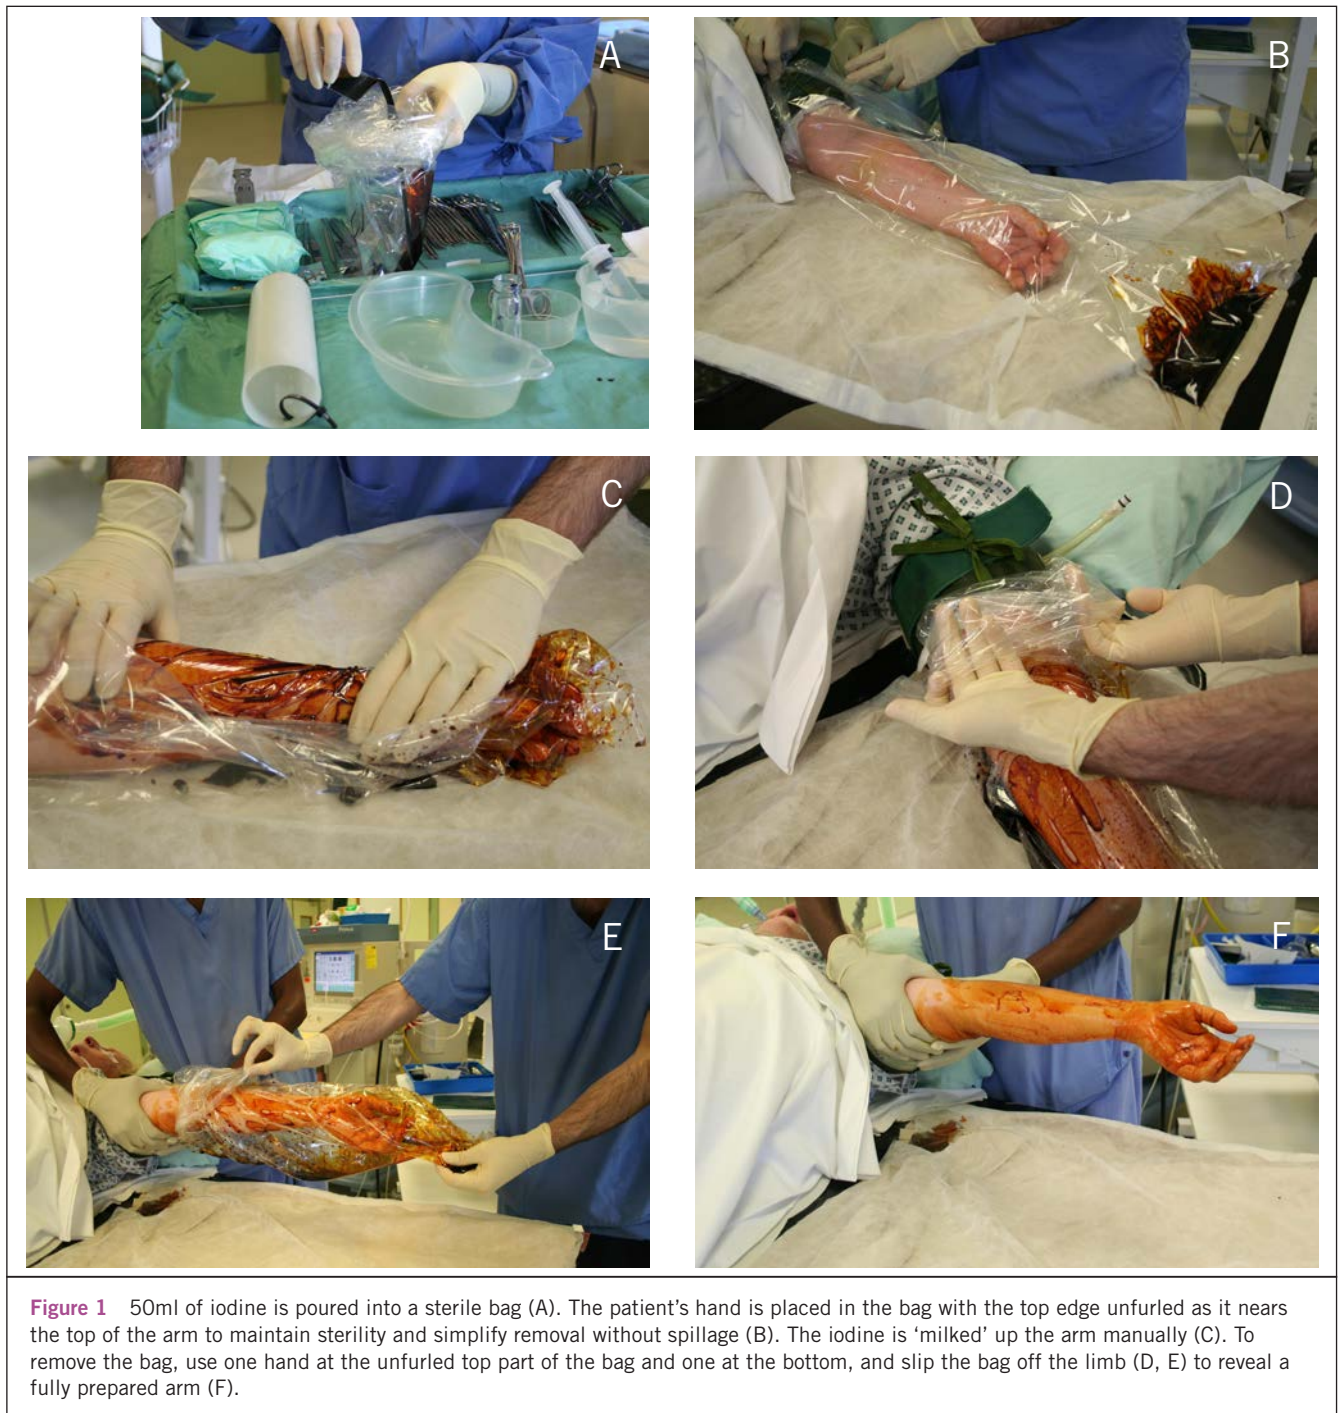 A
B
C
D
E
F
Figure 1 50ml of iodine is poured into a sterile bag (A). The patient’s hand is placed in the bag with the top edge unfurled as it nears
the top of the arm to maintain sterility and simplify removal without spillage (B). The iodine is ‘milked’ up the arm manually (C). To
remove the bag, use one hand at the unfurled top part of the bag and one at the bottom, and slip the bag off the limb (D, E) to reveal a
fully prepared arm (F).